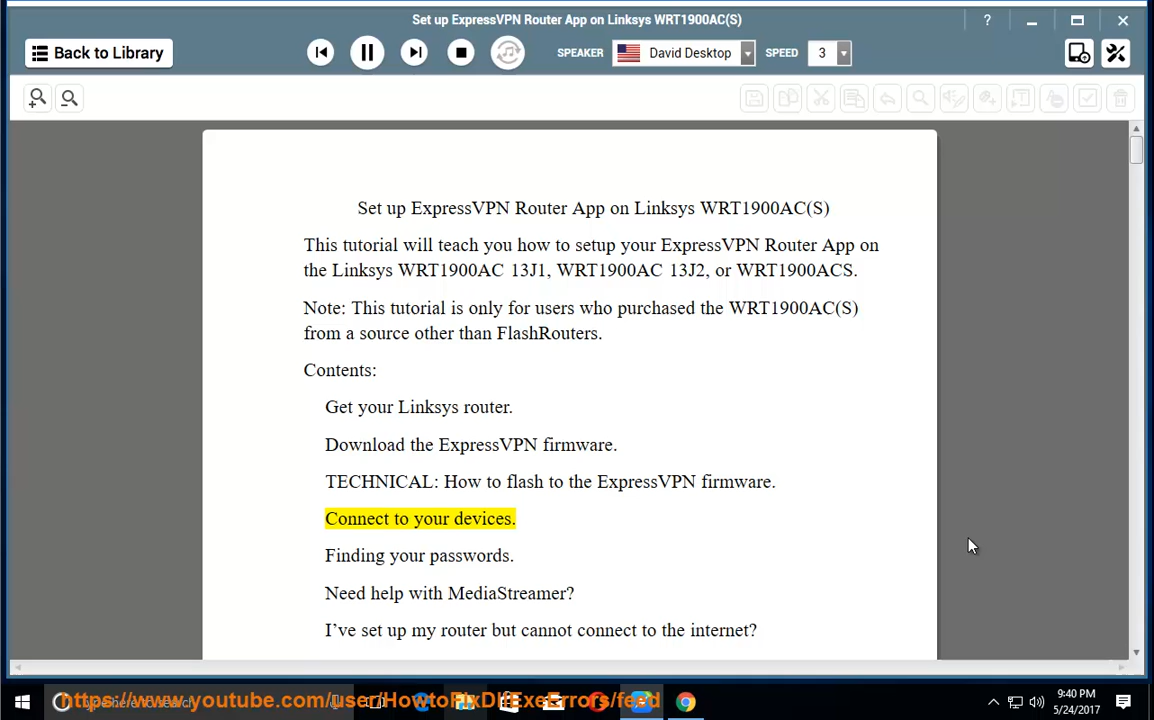 Set up ExpressVPN Router App on Linksys WRT1900AC(S)
Back to Library
SPEAKER
David Desktop
SPEED
3
Set up ExpressVPN Router App on Linksys WRT1900AC(S)
This tutorial will teach you how to setup your ExpressVPN Router App on
the Linksys WRT1900AC 13J1, WRT1900AC 13J2, or WRT1900ACS.
Note: This tutorial is only for users who purchased the WRT1900AC(S)
from a source other than FlashRouters.
Contents:
Get your Linksys router.
Download the ExpressVPN firmware.
TECHNICAL: How to flash to the ExpressVPN firmware.
Connect to your devices.
Finding your passwords.
Need help with MediaStreamer?
I’ve set up my router but cannot connect to the internet?
https://www.youtube.com/user/HowtoFixDllExeErrors/feed
9:40 PM
5/24/2017